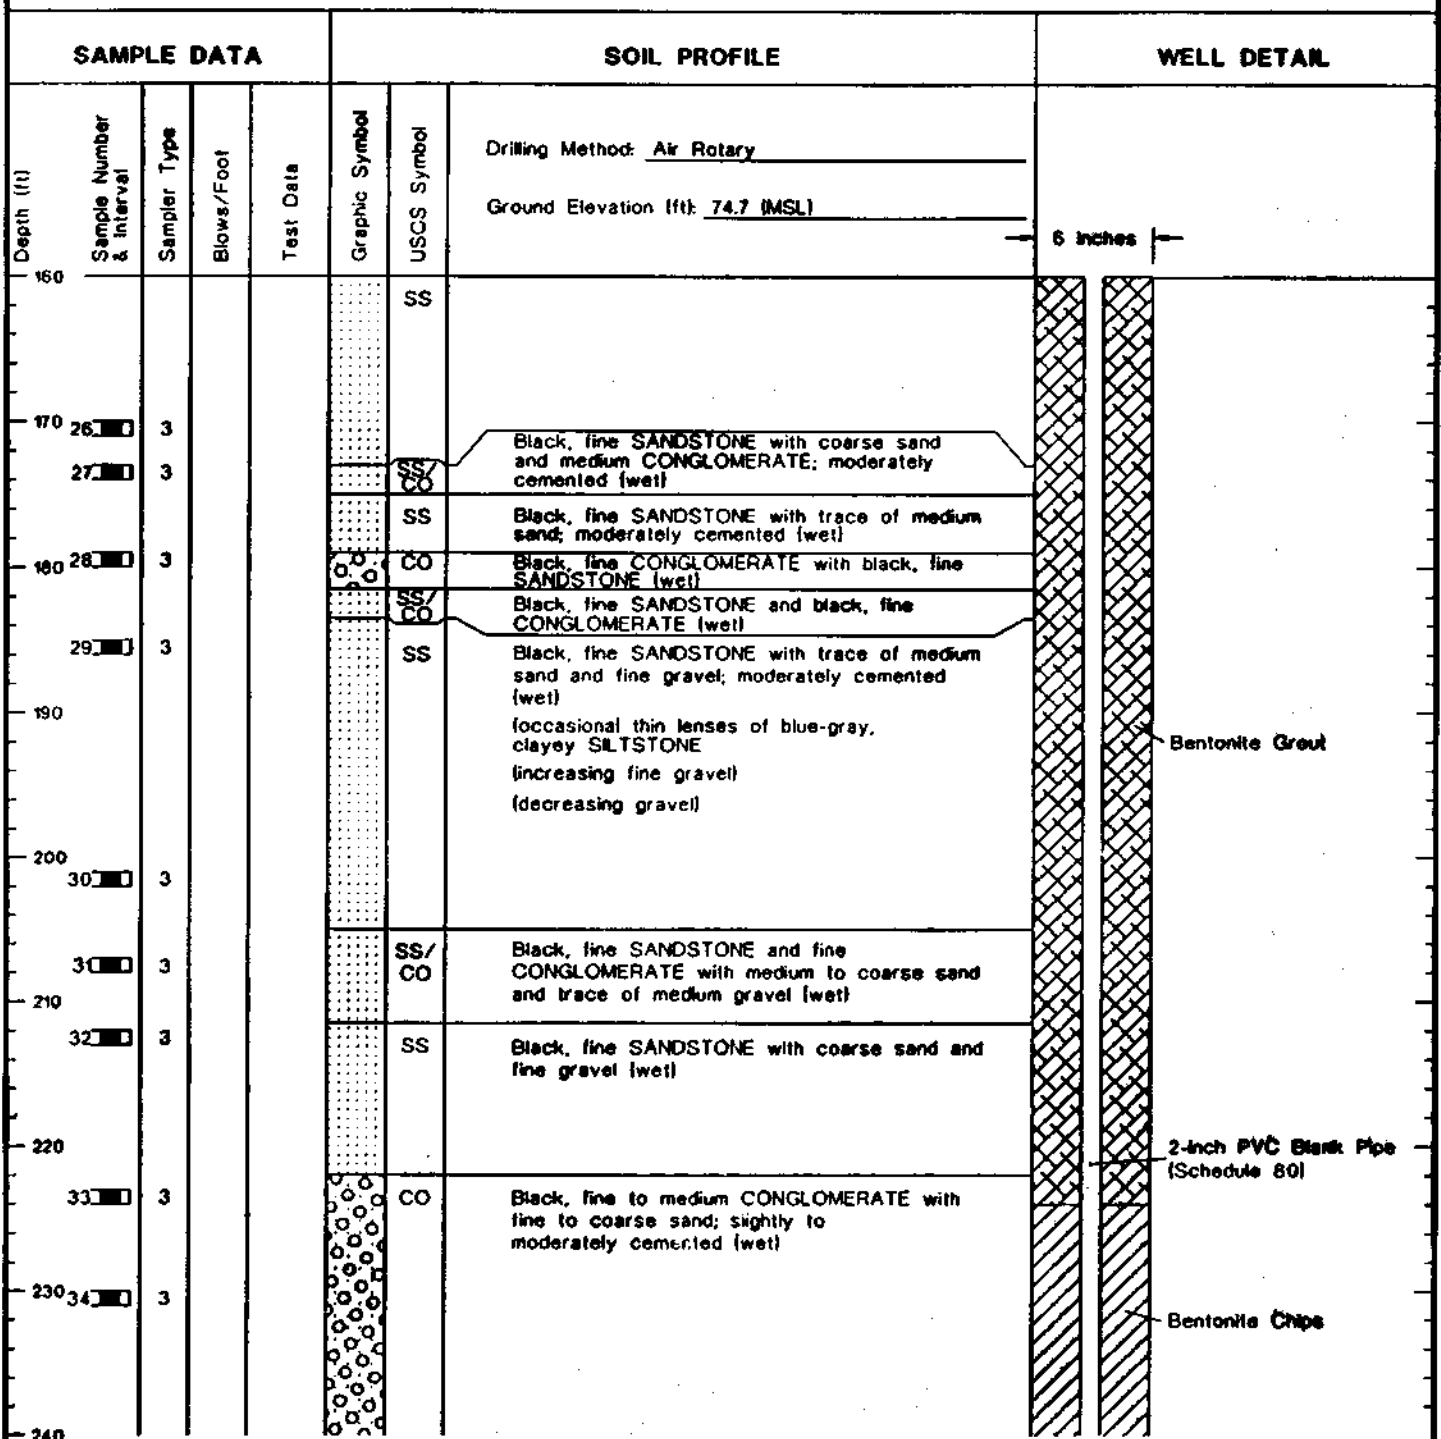 SAMPLE DATA
SOIL PROFILE
WELL DETAIL
Depth (ft)
Sample Number
& Interval
Sampler Type
Blows/Foot
Test Data
Graphic Symbol
USCS Symbol
Drilling Method: Air Rotary
Ground Elevation (ft): 74.7 (MSL)
6 inches
160
SS
170
26 3
27 3
SS/
CO
Black, fine SANDSTONE with coarse sand
and medium CONGLOMERATE; moderately
cemented (wet)
SS
Black, fine SANDSTONE with trace of medium
sand; moderately cemented (wet)
180
28 3
CO
Black, fine CONGLOMERATE with black, fine
SANDSTONE (wet)
SS/
CO
Black, fine SANDSTONE and black, fine
CONGLOMERATE (wet)
29 3
SS
Black, fine SANDSTONE with trace of medium
sand and fine gravel; moderately cemented
(wet)
190
(occasional thin lenses of blue-gray,
clayey SILTSTONE
(increasing fine gravel)
(decreasing gravel)
Bentonite Grout
200
30 3
SS/
CO
Black, fine SANDSTONE and fine
CONGLOMERATE with medium to coarse sand
and trace of medium gravel (wet)
31 3
210
32 3
SS
Black, fine SANDSTONE with coarse sand and
fine gravel (wet)
220
2-inch PVC Blank Pipe
(Schedule 80)
33 3
CO
Black, fine to medium CONGLOMERATE with
fine to coarse sand; slightly to
moderately cemented (wet)
230
34 3
Bentonite Chips
240